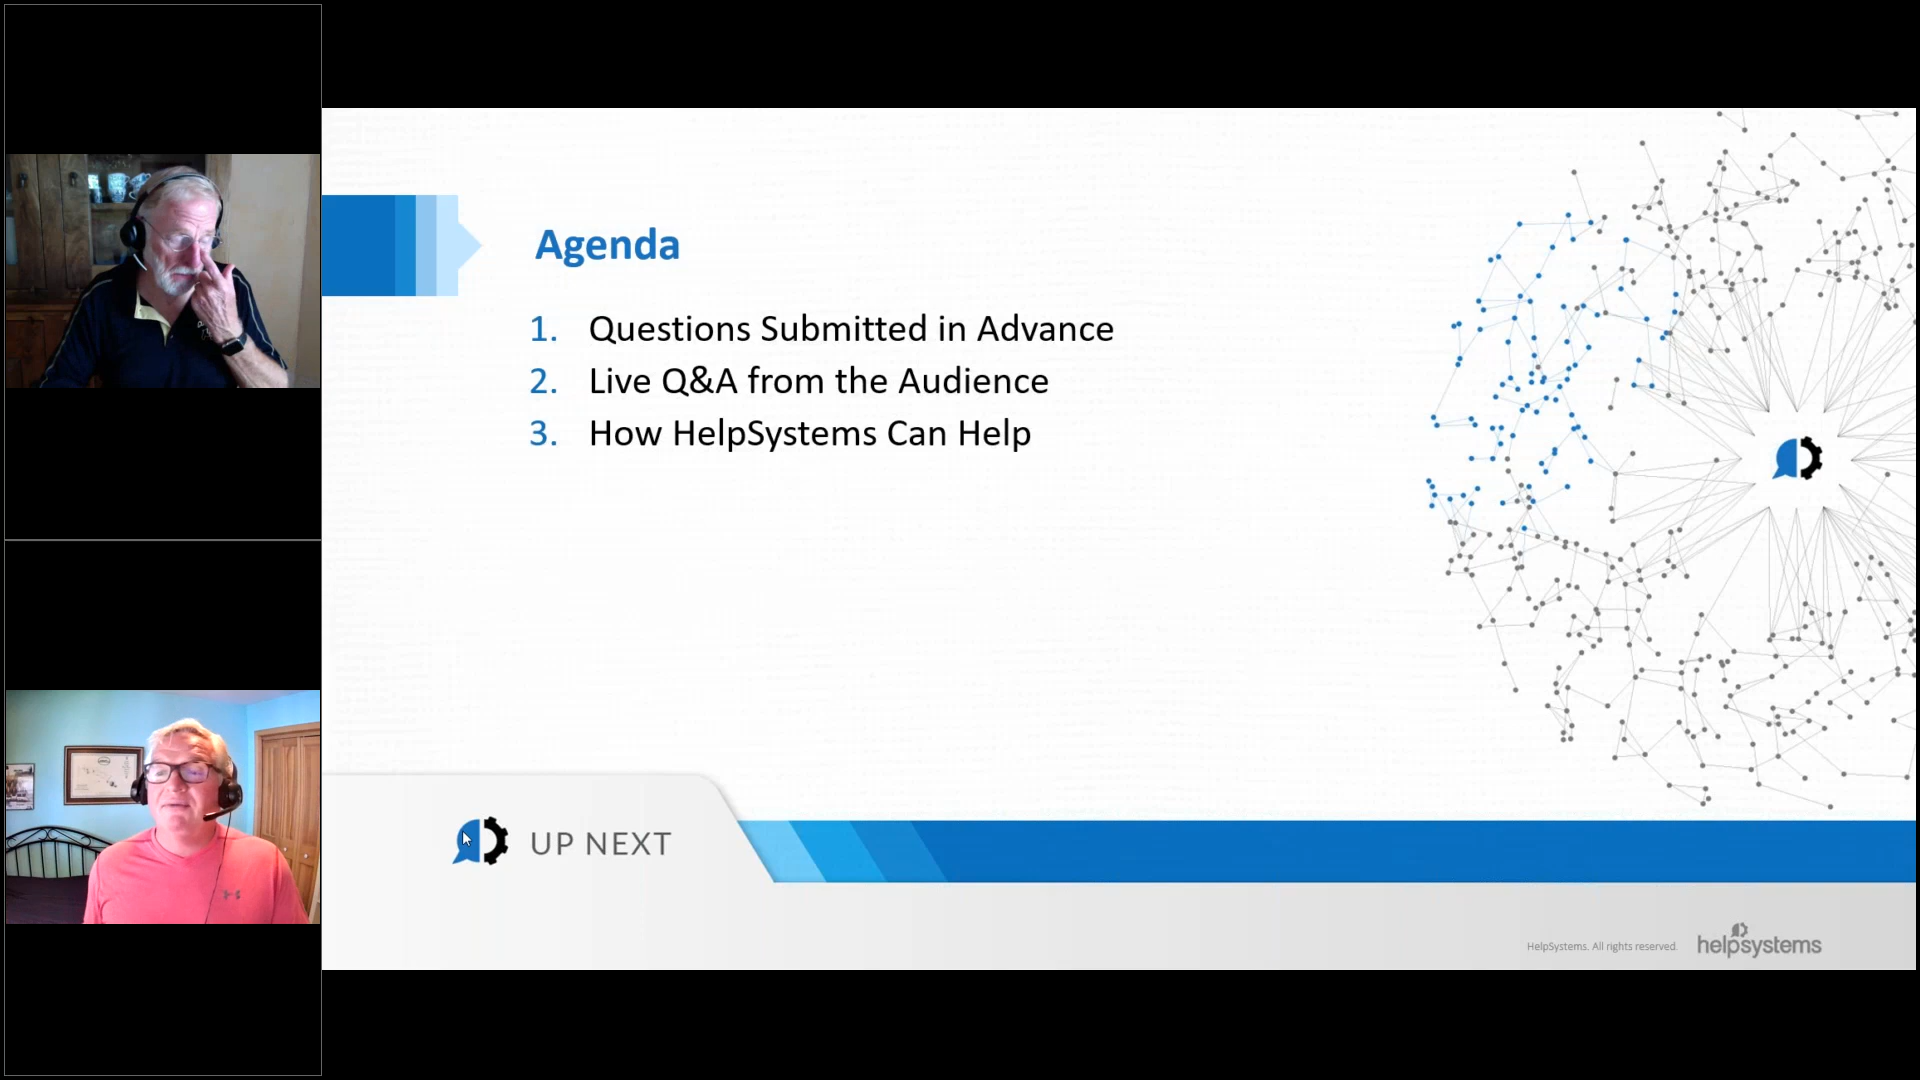 Agenda
1. Questions Submitted in Advance
2. Live Q&A from the Audience
3. How HelpSystems Can Help
UP NEXT
HelpSystems. All rights reserved.
helpsystems